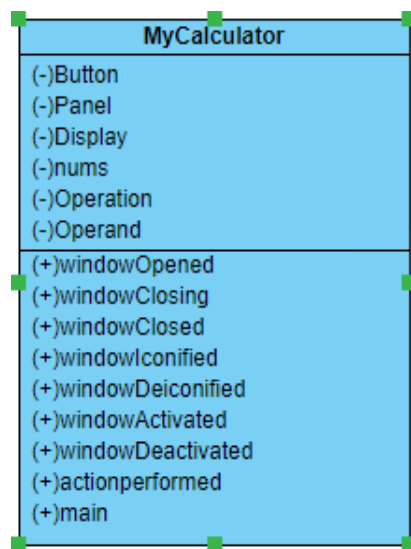 MyCalculator
(-)Button
(-)Panel
(-)Display
(-)nums
(-)Operation
(-)Operand
(+)windowOpened
(+)windowClosing
(+)windowClosed
(+)windowIconified
(+)windowDeiconified
(+)windowActivated
(+)windowDeactivated
(+)actionperformed
(+)main